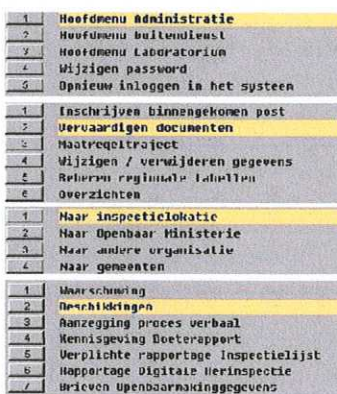 1 Hoofdmenu Administratie
2 Hoofdmenu buitendienst
3 Hoofdmenu Laboratorium
4 Wijzigen password
5 Opnieuw inloggen in het systeem
1 Inschrijven binnengekomen post
2 Vervaardigen documenten
3 Maatregeltraject
4 Wijzigen / verwijderen gegevens
5 Beheren regionale tabellen
6 Overzichten
1 Naar inspectielokatie
2 Naar Openbaar Ministerie
3 Naar andere organisatie
4 Naar gemeenten
1 Waarschuwing
2 Beschikkingen
3 Aanzegging proces verbaal
4 Kennisgeving Boeterapport
5 Verplichte rapportage Inspectielijst
6 Rapportage Digitale Herinspectie
7 Brieven Openbaarmakinggegevens